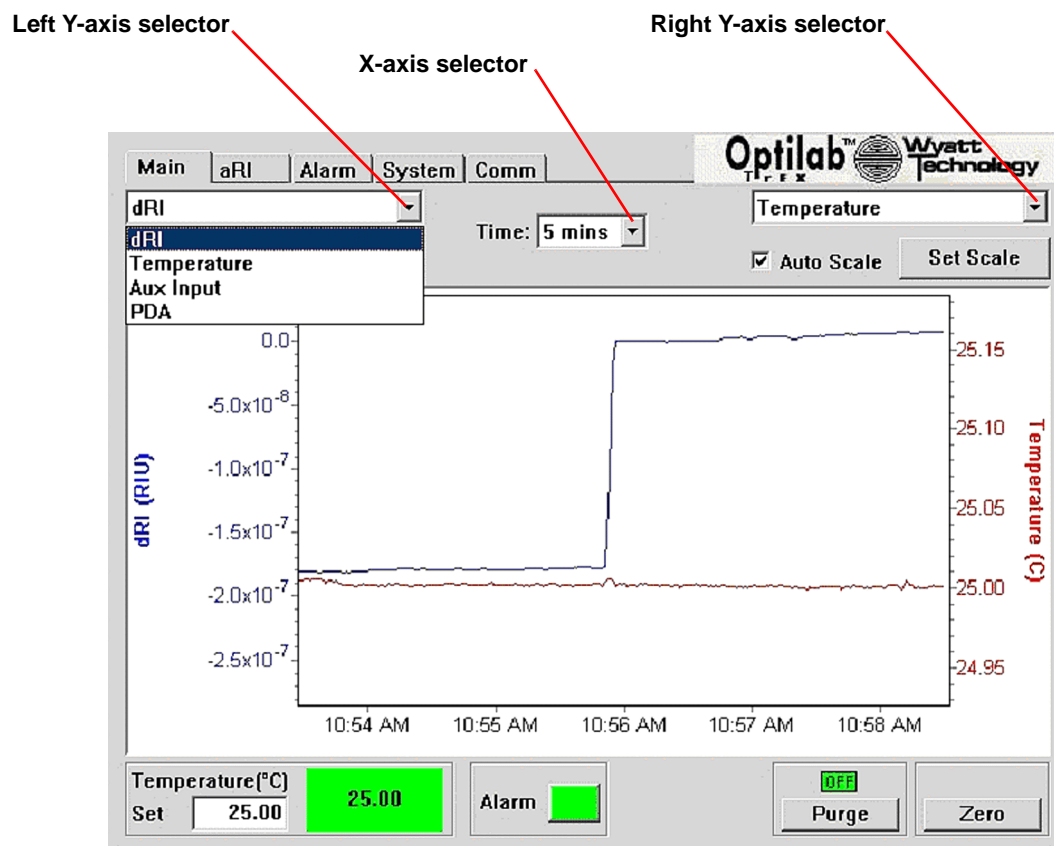 Left Y-axis selector
Right Y-axis selector
X-axis selector
Main aRI Alarm System Comm
Optilab™ Wyatt Technology
TrEX
dRI
Time: 5 mins
Temperature
dRI
Temperature
Aux Input
PDA
Auto Scale
Set Scale
0.0
-5.0x10-8
-1.0x10-7
-1.5x10-7
-2.0x10-7
-2.5x10-7
dRI (RIU)
25.15
25.10
25.05
25.00
24.95
Temperature (C)
10:54 AM 10:55 AM 10:56 AM 10:57 AM 10:58 AM
Temperature(°C)
Set 25.00
25.00
Alarm
OFF
Purge
Zero